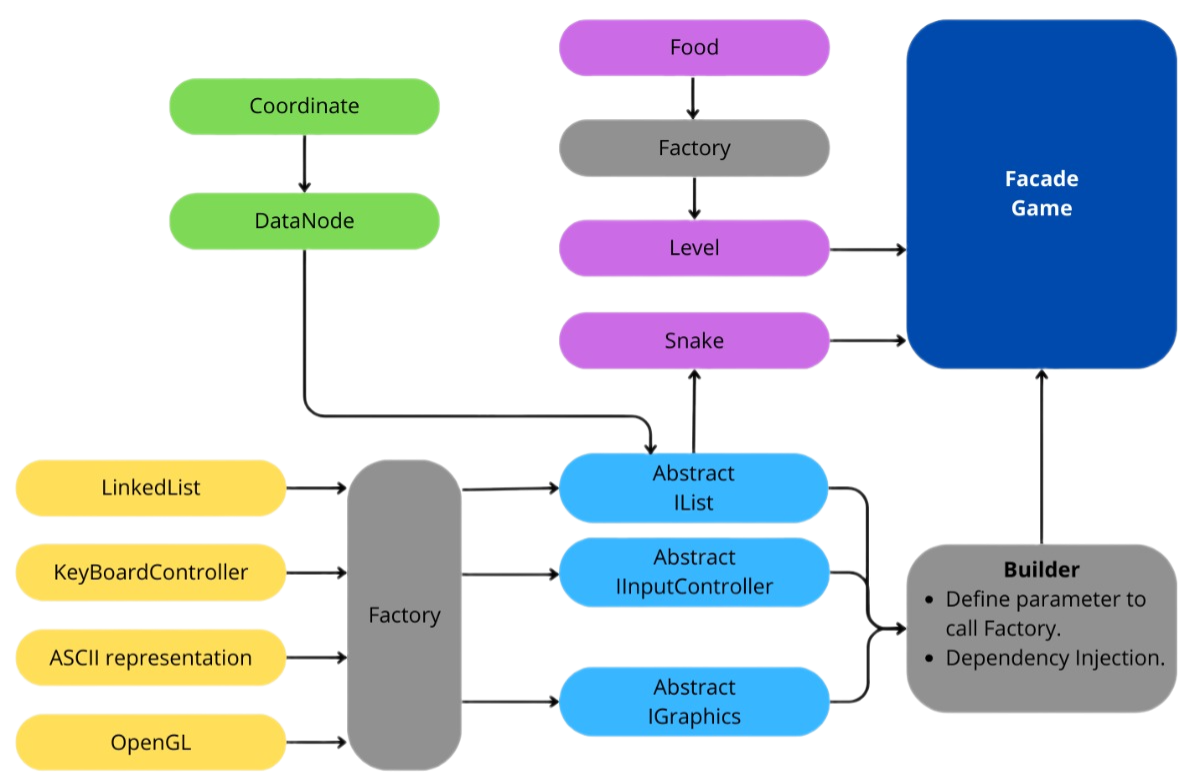 Food
Coordinate
Factory
Facade
Game
DataNode
Level
Snake
LinkedList
Abstract
IList
KeyBoardController
Abstract
IInputController
Builder
• Define parameter to
call Factory.
• Dependency Injection.
Factory
ASCII representation
Abstract
IGraphics
OpenGL